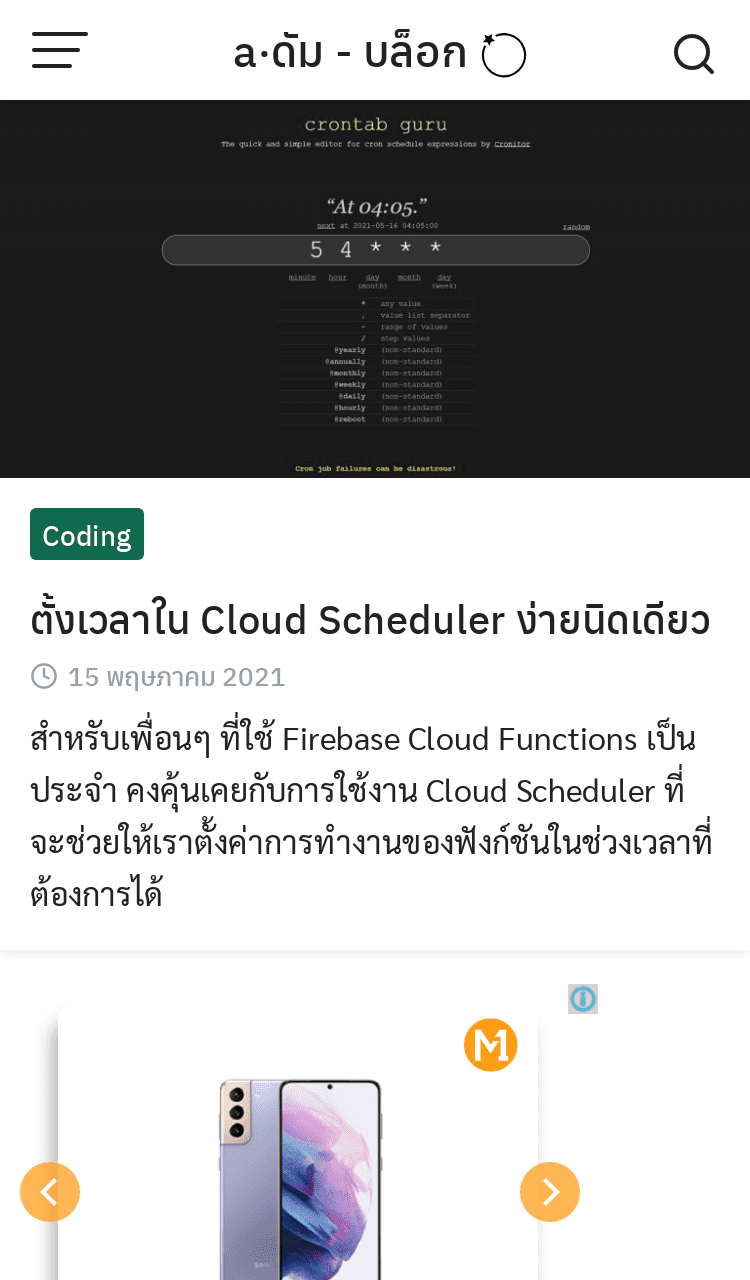 a·ดัม - บล็อก
crontab guru
The quick and simple editor for cron schedule expressions by Cronitor
“At 04:05.”
next at 2021-05-16 04:05:00
random
5 4 * * *
minute hour day (month) month day (week)
* any value
, value list separator
- range of values
/ step values
@yearly (non-standard)
@annually (non-standard)
@monthly (non-standard)
@weekly (non-standard)
@daily (non-standard)
@hourly (non-standard)
@reboot (non-standard)
Cron job failures can be disastrous!
Coding
ตั้งเวลาใน Cloud Scheduler ง่ายนิดเดียว
15 พฤษภาคม 2021
สำหรับเพื่อนๆ ที่ใช้ Firebase Cloud Functions เป็น
ประจำ คงคุ้นเคยกับการใช้งาน Cloud Scheduler ที่
จะช่วยให้เราตั้งค่าการทำงานของฟังก์ชันในช่วงเวลาที่
ต้องการได้
M1